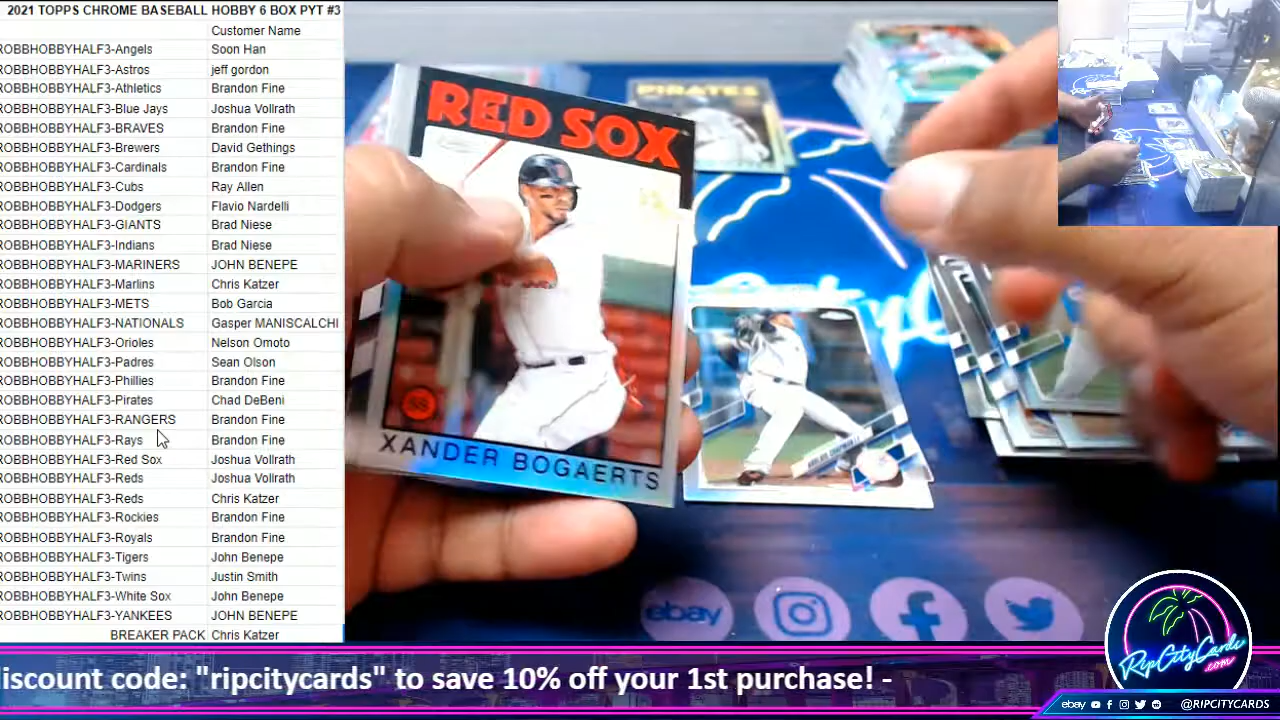 2021 TOPPS CHROME BASEBALL HOBBY 6 BOX PYT #3
Customer Name
ROBBHOBBYHALF3-Angels Soon Han
ROBBHOBBYHALF3-Astros jeff gordon
ROBBHOBBYHALF3-Athletics Brandon Fine
ROBBHOBBYHALF3-Blue Jays Joshua Vollrath
ROBBHOBBYHALF3-BRAVES Brandon Fine
ROBBHOBBYHALF3-Brewers David Gethings
ROBBHOBBYHALF3-Cardinals Brandon Fine
ROBBHOBBYHALF3-Cubs Ray Allen
ROBBHOBBYHALF3-Dodgers Flavio Nardelli
ROBBHOBBYHALF3-GIANTS Brad Niese
ROBBHOBBYHALF3-Indians Brad Niese
ROBBHOBBYHALF3-MARINERS JOHN BENEPE
ROBBHOBBYHALF3-Marlins Chris Katzer
ROBBHOBBYHALF3-METS Bob Garcia
ROBBHOBBYHALF3-NATIONALS Gasper MANISCALCHI
ROBBHOBBYHALF3-Orioles Nelson Omoto
ROBBHOBBYHALF3-Padres Sean Olson
ROBBHOBBYHALF3-Phillies Brandon Fine
ROBBHOBBYHALF3-Pirates Chad DeBeni
ROBBHOBBYHALF3-RANGERS Brandon Fine
ROBBHOBBYHALF3-Rays Brandon Fine
ROBBHOBBYHALF3-Red Sox Joshua Vollrath
ROBBHOBBYHALF3-Reds Joshua Vollrath
ROBBHOBBYHALF3-Reds Chris Katzer
ROBBHOBBYHALF3-Rockies Brandon Fine
ROBBHOBBYHALF3-Royals Brandon Fine
ROBBHOBBYHALF3-Tigers John Benepe
ROBBHOBBYHALF3-Twins Justin Smith
ROBBHOBBYHALF3-White Sox John Benepe
ROBBHOBBYHALF3-YANKEES JOHN BENEPE
BREAKER PACK Chris Katzer
PIRATES
RED SOX
SS
XANDER BOGAERTS
ebay
RipCityCards
.com
iscount code: "ripcitycards" to save 10% off your 1st purchase! -
ebay @RIPCITYCARDS